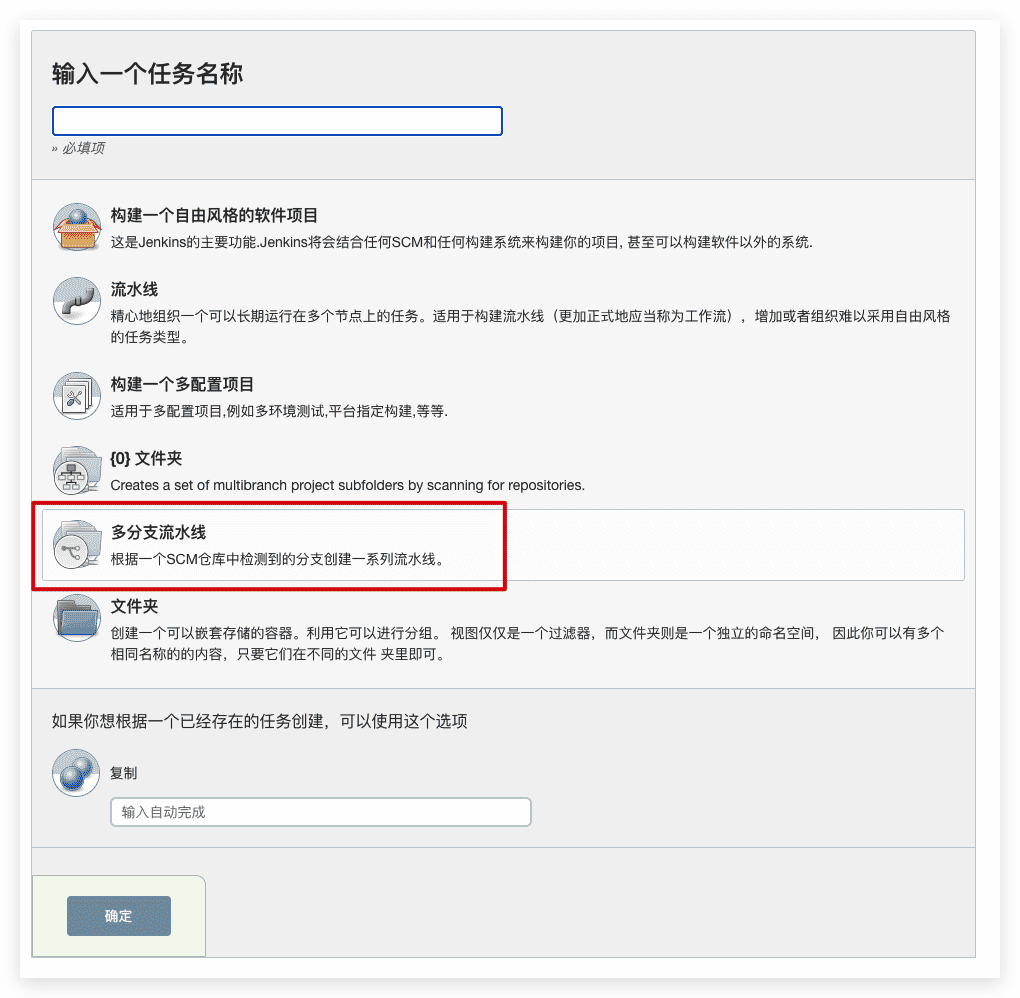 输入一个任务名称
» 必填项
构建一个自由风格的软件项目
这是Jenkins的主要功能.Jenkins将会结合任何SCM和任何构建系统来构建你的项目, 甚至可以构建软件以外的系统.
流水线
精心地组织一个可以长期运行在多个节点上的任务。适用于构建流水线（更加正式地应当称为工作流），增加或者组织难以采用自由风格
的任务类型。
构建一个多配置项目
适用于多配置项目,例如多环境测试,平台指定构建,等等.
{0} 文件夹
Creates a set of multibranch project subfolders by scanning for repositories.
多分支流水线
根据一个SCM仓库中检测到的分支创建一系列流水线。
文件夹
创建一个可以嵌套存储的容器。利用它可以进行分组。 视图仅仅是一个过滤器，而文件夹则是一个独立的命名空间， 因此你可以有多个
相同名称的的内容，只要它们在不同的文件 夹里即可。
如果你想根据一个已经存在的任务创建，可以使用这个选项
复制
输入自动完成
确定